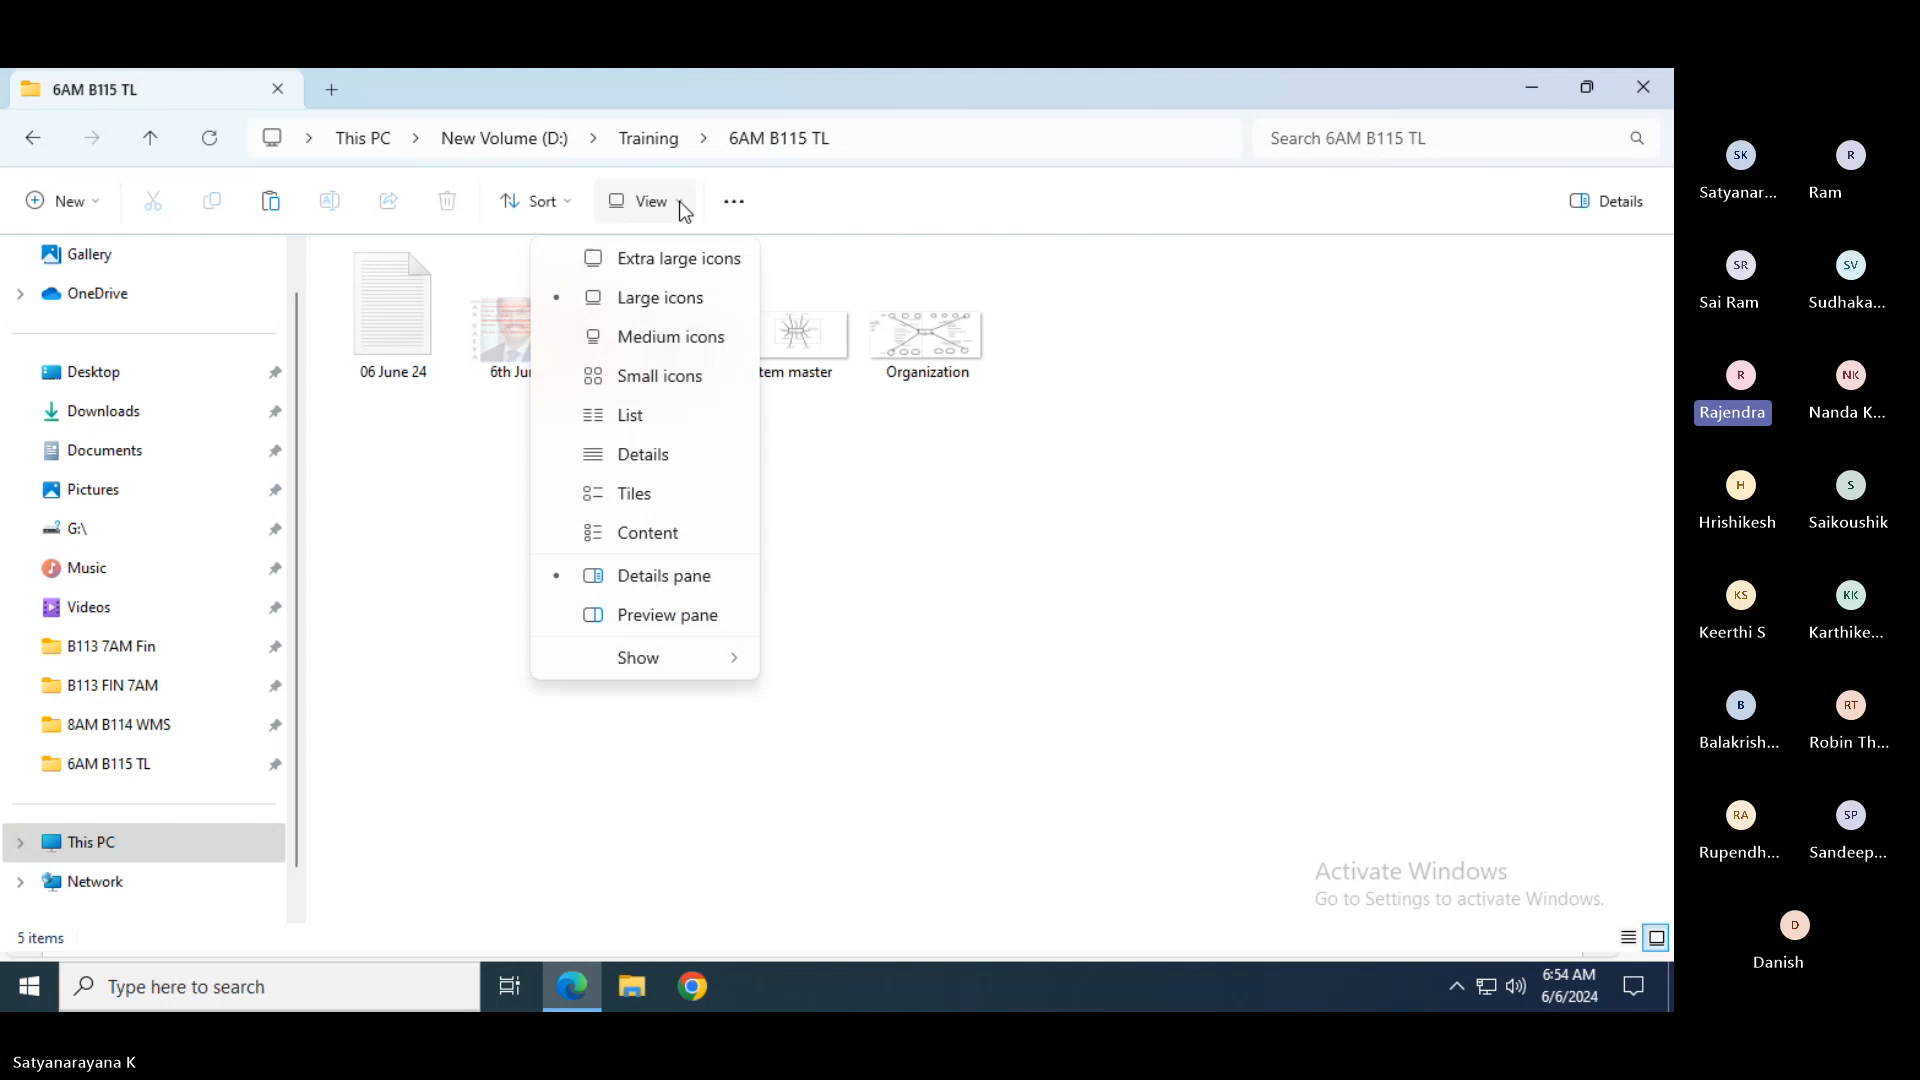 6AM B115 TL
This PC
New Volume (D:)
Training
6AM B115 TL
Search 6AM B115 TL
New
Sort
View
Details
Gallery
OneDrive
Desktop
Downloads
Documents
Pictures
G:\
Music
Videos
B113 7AM Fin
B113 FIN 7AM
8AM B114 WMS
6AM B115 TL
This PC
Network
5 items
06 June 24
6th Ju
tem master
Organization
Extra large icons
Large icons
Medium icons
Small icons
List
Details
Tiles
Content
Details pane
Preview pane
Show
Activate Windows
Go to Settings to activate Windows.
Type here to search
6:54 AM
6/6/2024
SK
Satyanar...
R
Ram
SR
Sai Ram
SV
Sudhaka...
R
Rajendra
NK
Nanda K...
H
Hrishikesh
S
Saikoushik
KS
Keerthi S
KK
Karthike...
B
Balakrish...
RT
Robin Th...
RA
Rupendh...
SP
Sandeep...
D
Danish
Satyanarayana K